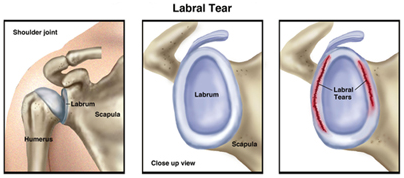 Labral Tear
Shoulder joint
Labrum
Scapula
Humerus
Labrum
Scapula
Close up view
Labral
Tears